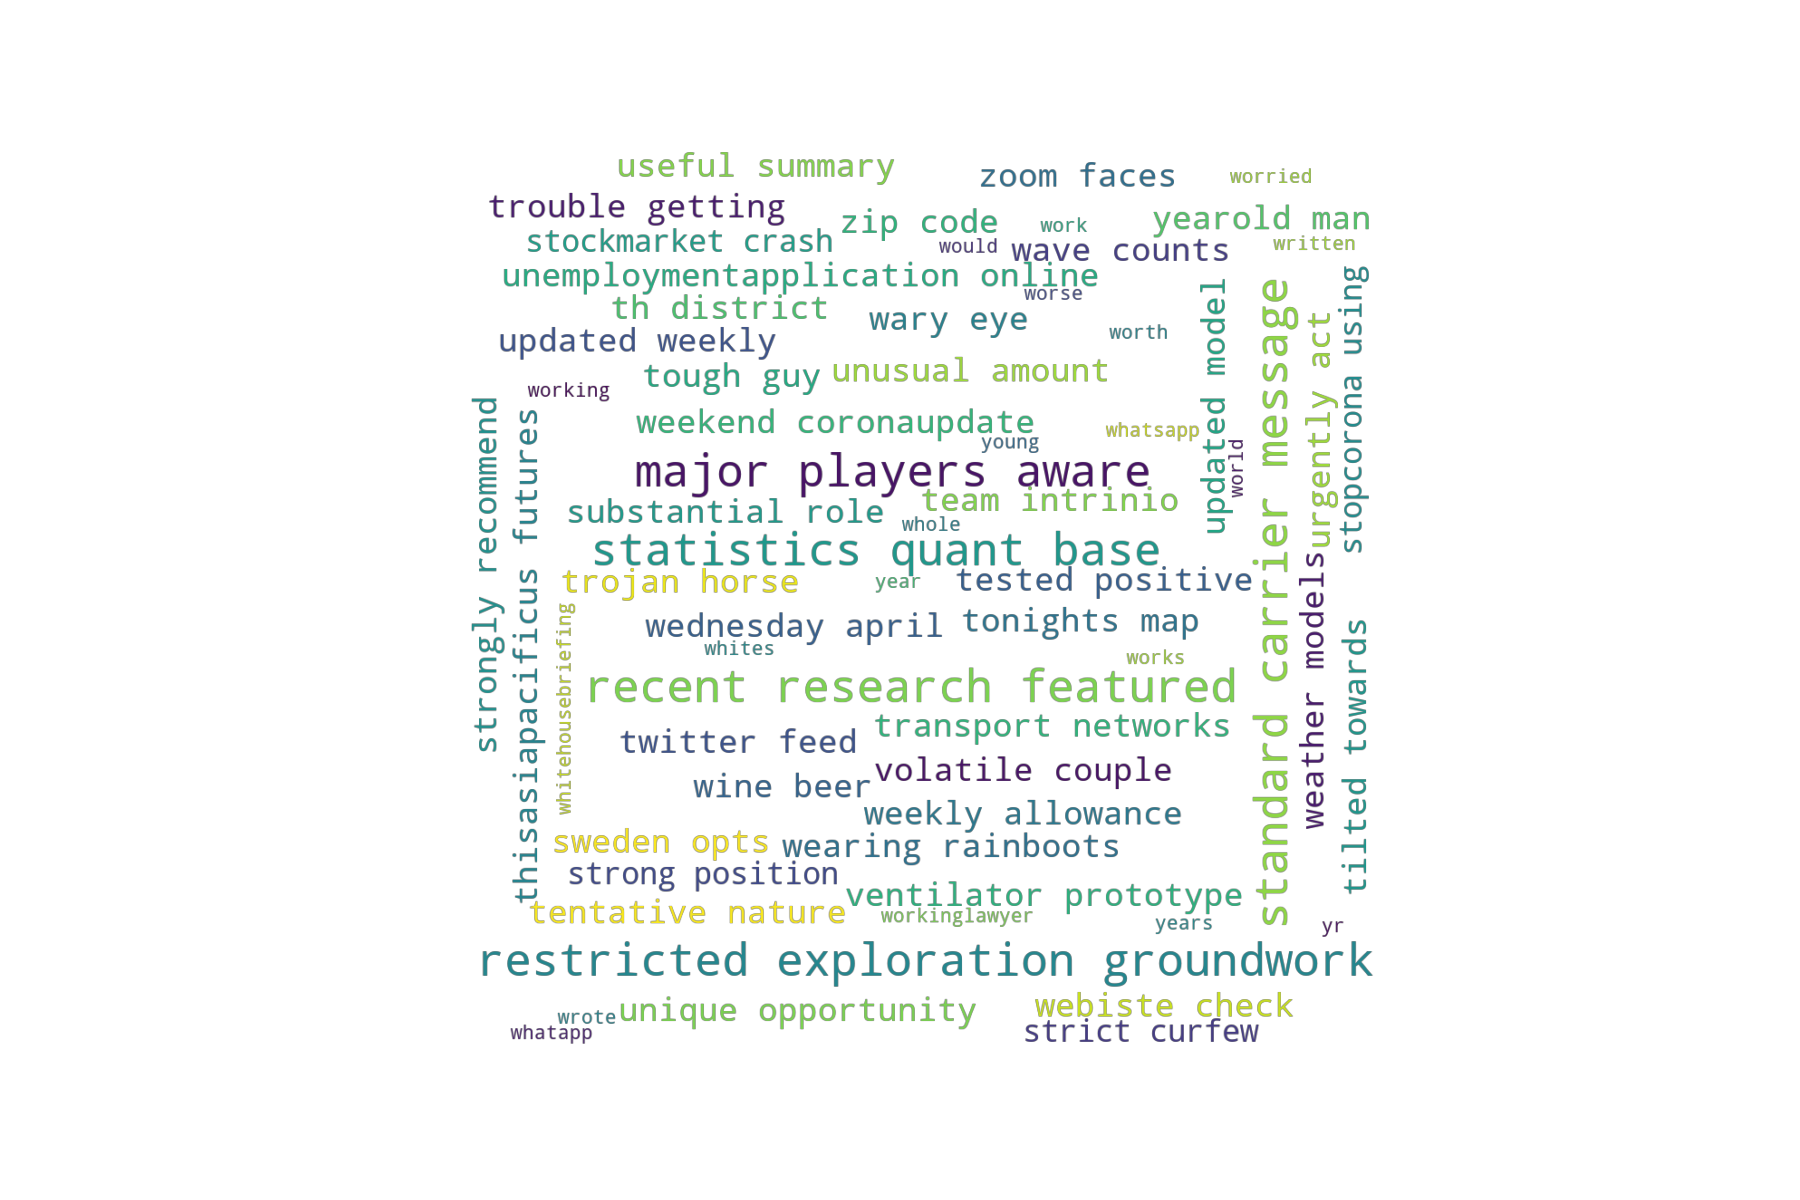 useful summary
zoom faces
worried
trouble getting
zip code
work
yearold man
stockmarket crash
would
wave counts
written
unemploymentapplication online
worse
th district
wary eye
worth
updated weekly
tough guy
unusual amount
working
weekend coronaupdate
whatsapp
young
major players aware
team intrinio
substantial role
whole
statistics quant base
trojan horse
year
tested positive
wednesday april
tonights map
whites
works
recent research featured
transport networks
twitter feed
volatile couple
wine beer
weekly allowance
sweden opts
wearing rainboots
strong position
ventilator prototype
tentative nature
workinglawyer
years
yr
restricted exploration groundwork
unique opportunity
webiste check
wrote
whatapp
strict curfew
strongly recommend
thisasiapacificus futures
whitehousebriefing
updated model
world
standard carrier message
urgently act
weather models
stopcorona using
tilted towards